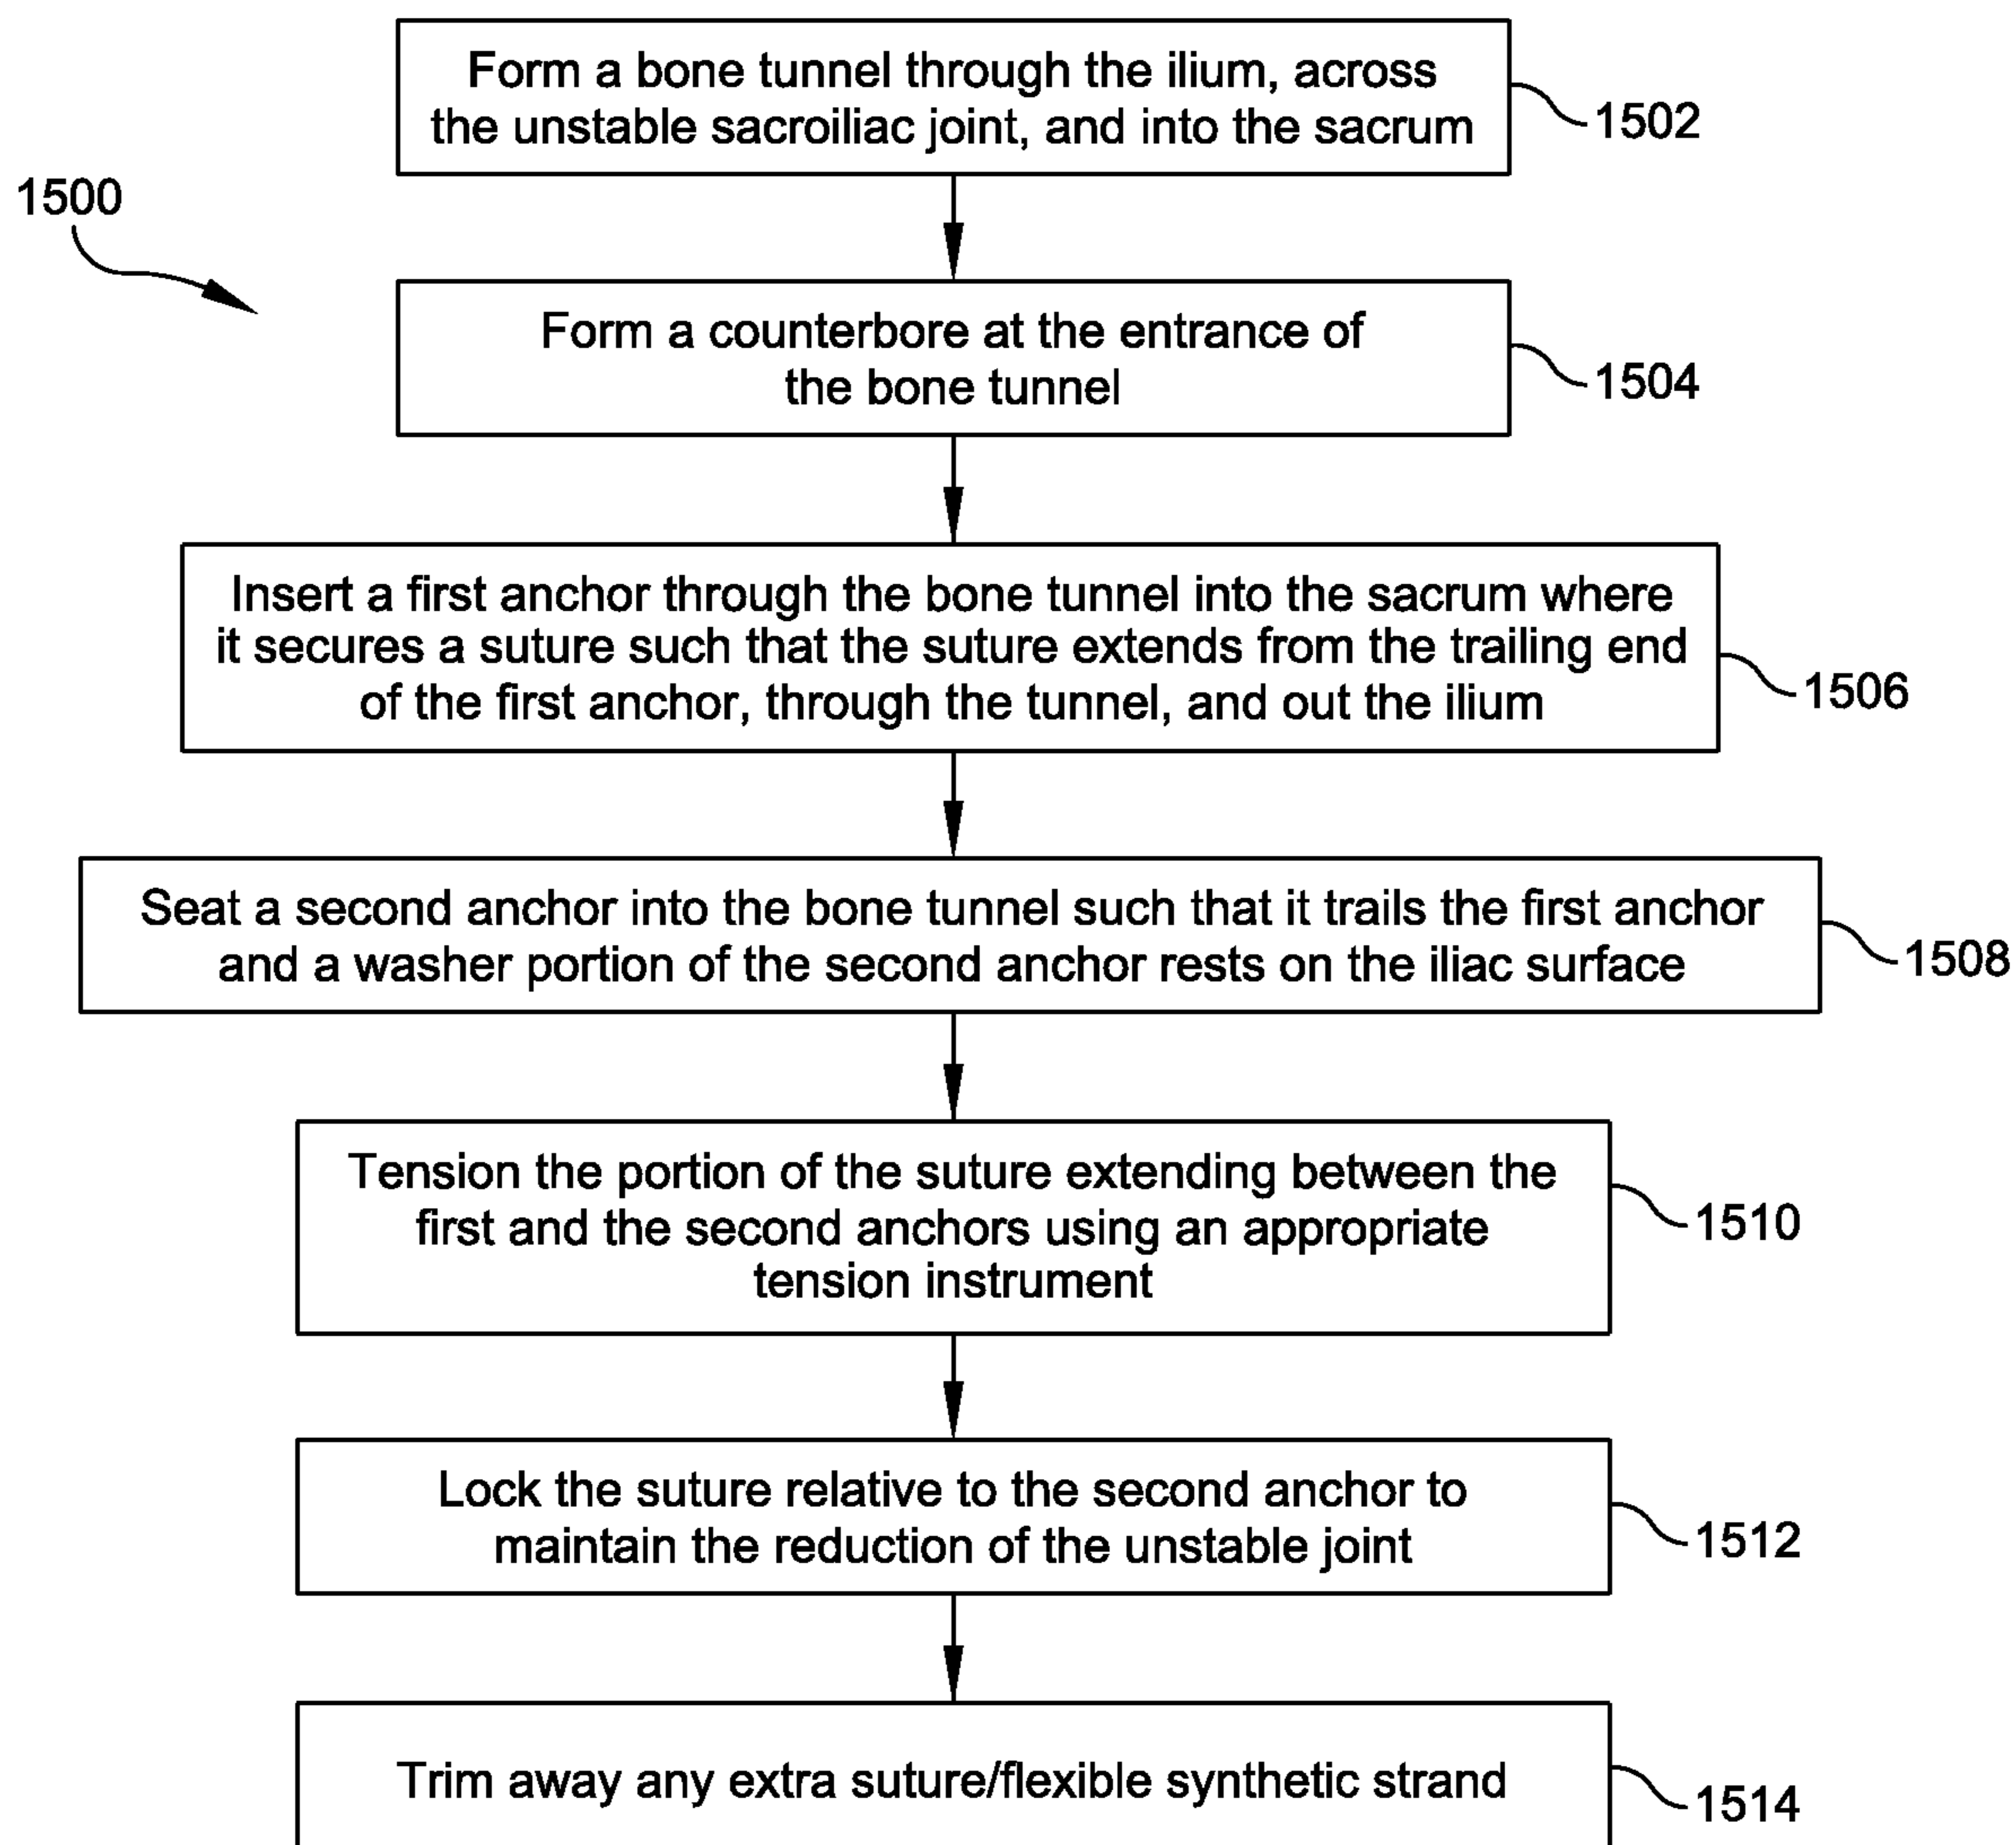 Form a bone tunnel through the ilium, across
the unstable sacroiliac joint, and into the sacrum
1502
1500
Form a counterbore at the entrance of
the bone tunnel
1504
Insert a first anchor through the bone tunnel into the sacrum where
it secures a suture such that the suture extends from the trailing end
of the first anchor, through the tunnel, and out the ilium
1506
Seat a second anchor into the bone tunnel such that it trails the first anchor
and a washer portion of the second anchor rests on the iliac surface
1508
Tension the portion of the suture extending between the
first and the second anchors using an appropriate
tension instrument
1510
Lock the suture relative to the second anchor to
maintain the reduction of the unstable joint
1512
Trim away any extra suture/flexible synthetic strand
1514